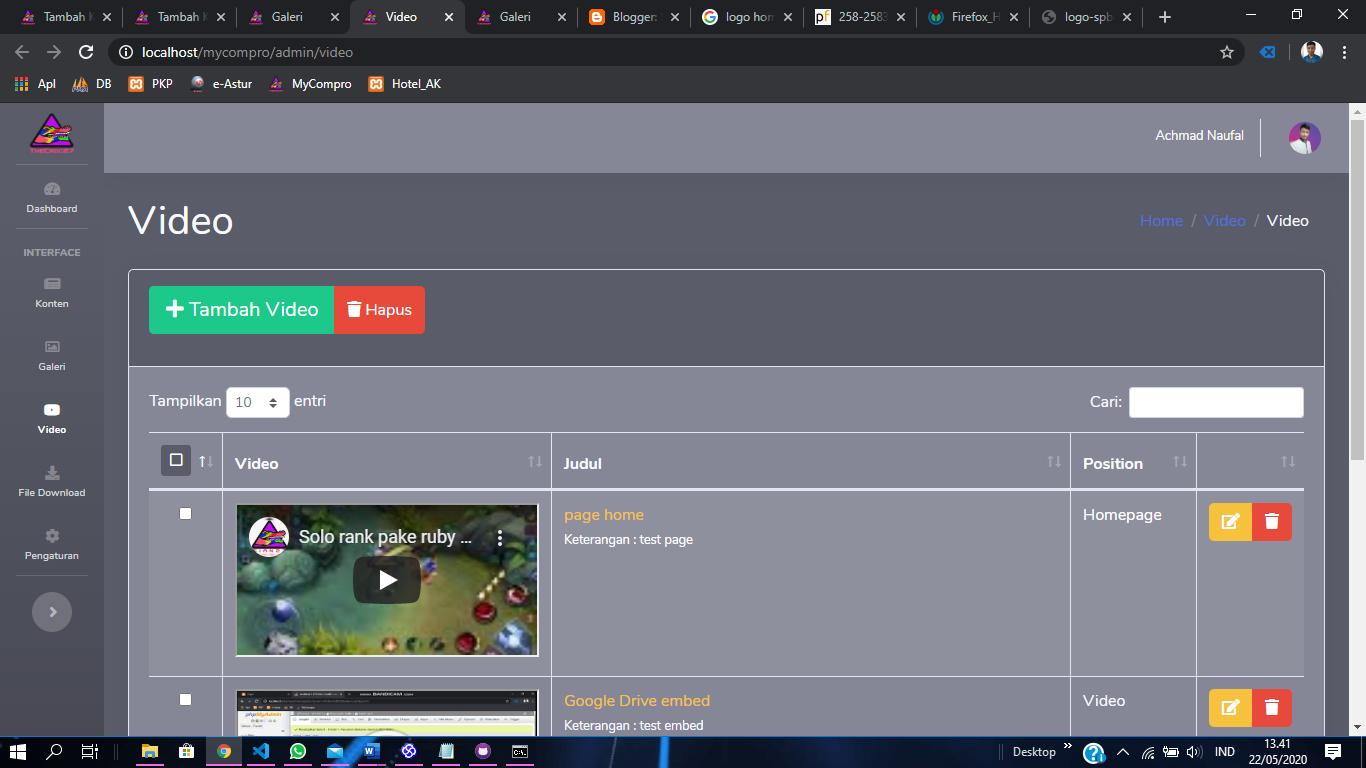 Tambah K
Tambah K
Galeri
Video
Galeri
Blogger:
logo hom
258-2583
Firefox_H
logo-spb
localhost/mycompro/admin/video
Apl
DB
PKP
e-Astur
MyCompro
Hotel_AK
Achmad Naufal
Dashboard
INTERFACE
Konten
Galeri
Video
File Download
Pengaturan
Video
Home / Video / Video
Tambah Video
Hapus
Tampilkan 10 entri
Cari:
Video
Judul
Position
Solo rank pake ruby ...
page home
Keterangan : test page
Homepage
Google Drive embed
Keterangan : test embed
Video
Desktop
IND
13.41
22/05/2020